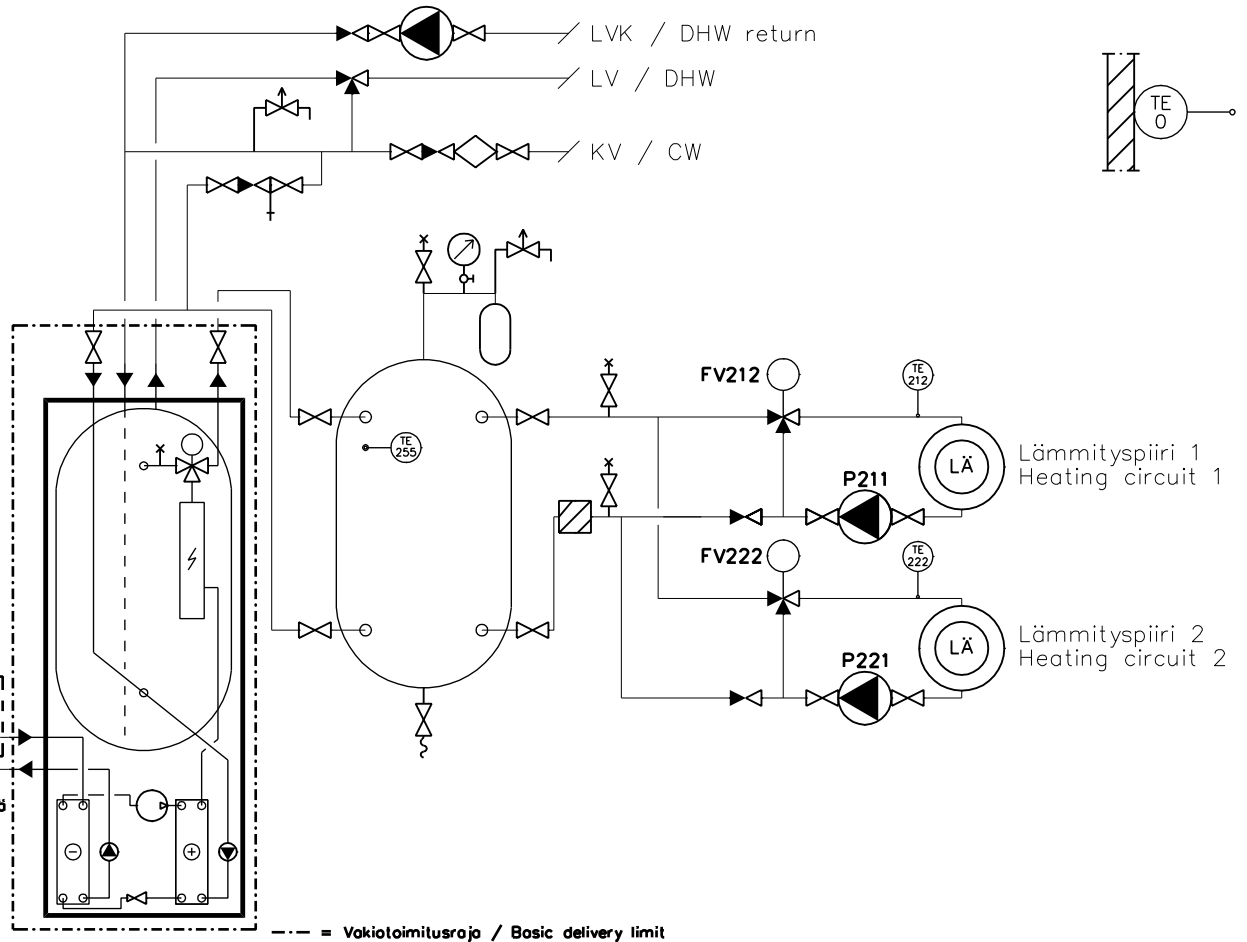 LVK / DHW return
LV / DHW
KV / CW
TE
0
TE
255
FV212
TE
212
LÄ
Lämmityspiiri 1
Heating circuit 1
P211
FV222
TE
222
LÄ
Lämmityspiiri 2
Heating circuit 2
P221
- +
= Vakiotoimitusraja / Basic delivery limit